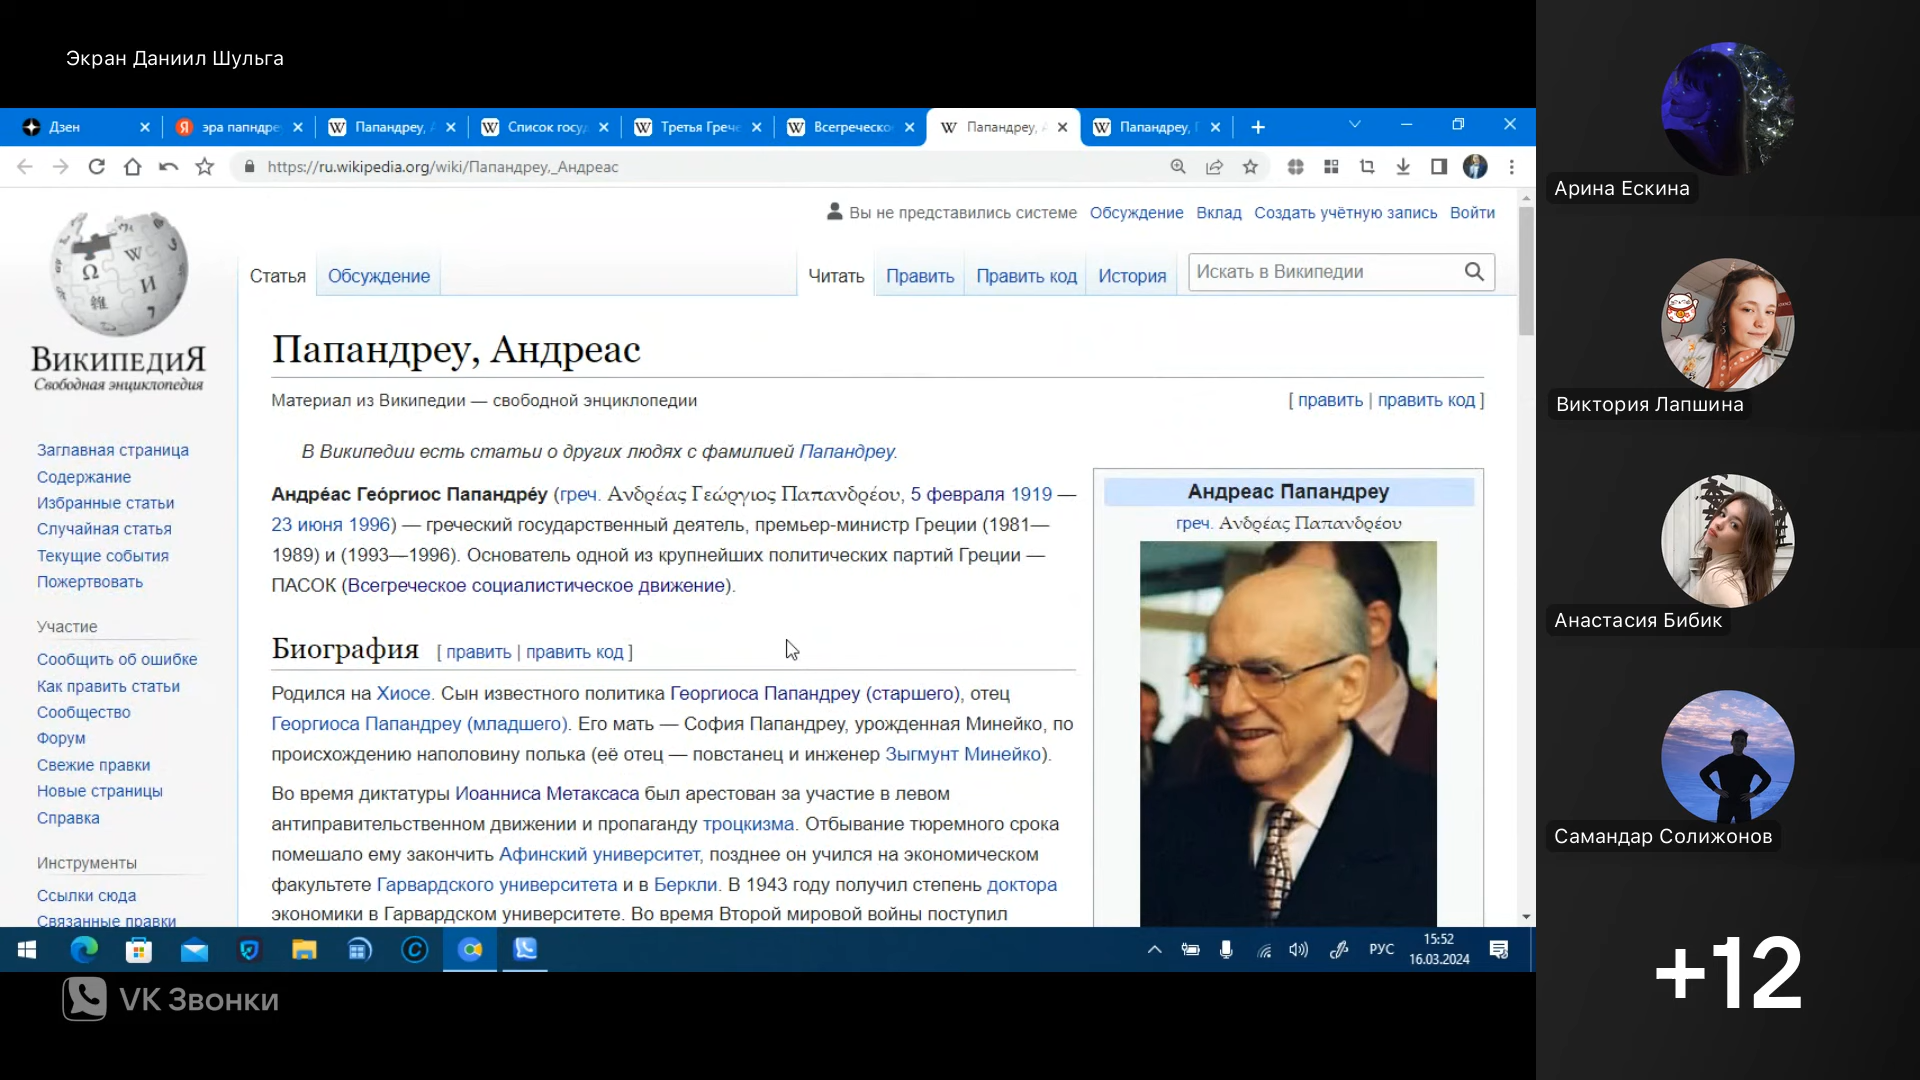 Экран Даниил Шульга
Дзен
эра папндре
Папандреу, А
Список госу
Третья Грече
Всегреческо
Папандреу, А
Папандреу, Г
https://ru.wikipedia.org/wiki/Папандреу,_Андреас
Вы не представились системе Обсуждение Вклад Создать учётную запись Войти
Статья Обсуждение Читать Править Править код История Искать в Википедии
ВикипедиЯ
Свободная энциклопедия
Заглавная страница
Содержание
Избранные статьи
Случайная статья
Текущие события
Пожертвовать
Участие
Сообщить об ошибке
Как править статьи
Сообщество
Форум
Свежие правки
Новые страницы
Справка
Инструменты
Ссылки сюда
Связанные правки
Папандреу, Андреас
Материал из Википедии — свободной энциклопедии [ править | править код ]
В Википедии есть статьи о других людях с фамилией Папандреу.
Андре́ас Гео́ргиос Папандре́у (греч. Ανδρέας Γεώργιος Παπανδρέου, 5 февраля 1919 —
23 июня 1996) — греческий государственный деятель, премьер-министр Греции (1981—
1989) и (1993—1996). Основатель одной из крупнейших политических партий Греции —
ПАСОК (Всегреческое социалистическое движение).
Биография [ править | править код ]
Родился на Хиосе. Сын известного политика Георгиоса Папандреу (старшего), отец
Георгиоса Папандреу (младшего). Его мать — София Папандреу, урожденная Минейко, по
происхождению наполовину полька (её отец — повстанец и инженер Зыгмунт Минейко).
Во время диктатуры Иоанниса Метаксаса был арестован за участие в левом
антиправительственном движении и пропаганду троцкизма. Отбывание тюремного срока
помешало ему закончить Афинский университет, позднее он учился на экономическом
факультете Гарвардского университета и в Беркли. В 1943 году получил степень доктора
экономики в Гарвардском университете. Во время Второй мировой войны поступил
Андреас Папандреу
греч. Ανδρέας Παπανδρέου
РУС
15:52
16.03.2024
VK Звонки
Арина Ескина
Виктория Лапшина
Анастасия Бибик
Самандар Солижонов
+12